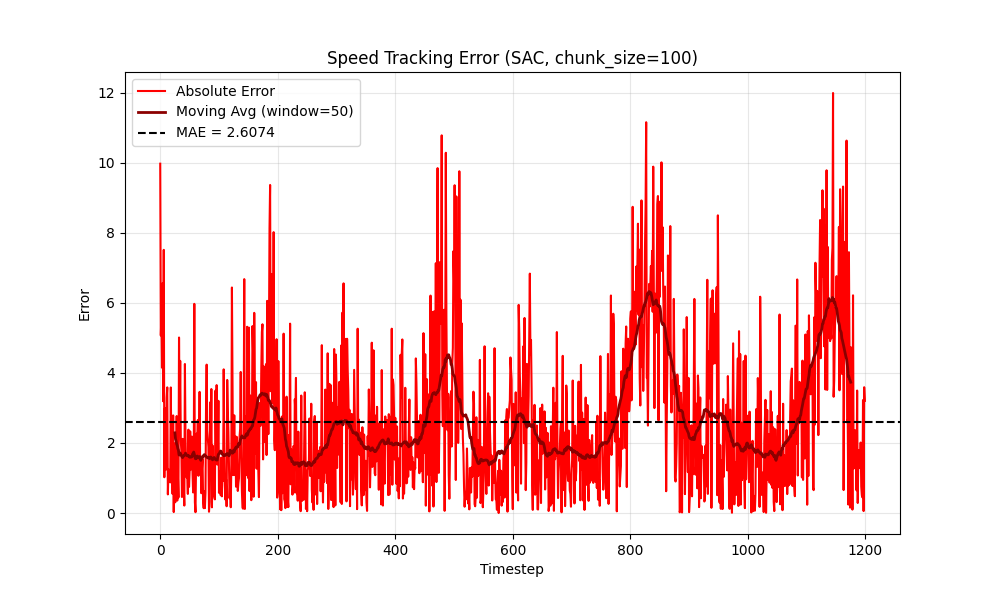 Speed Tracking Error (SAC, chunk_size=100)
Absolute Error
Moving Avg (window=50)
MAE = 2.6074
12
10
8
6
4
2
0
Error
0 200 400 600 800 1000 1200
Timestep